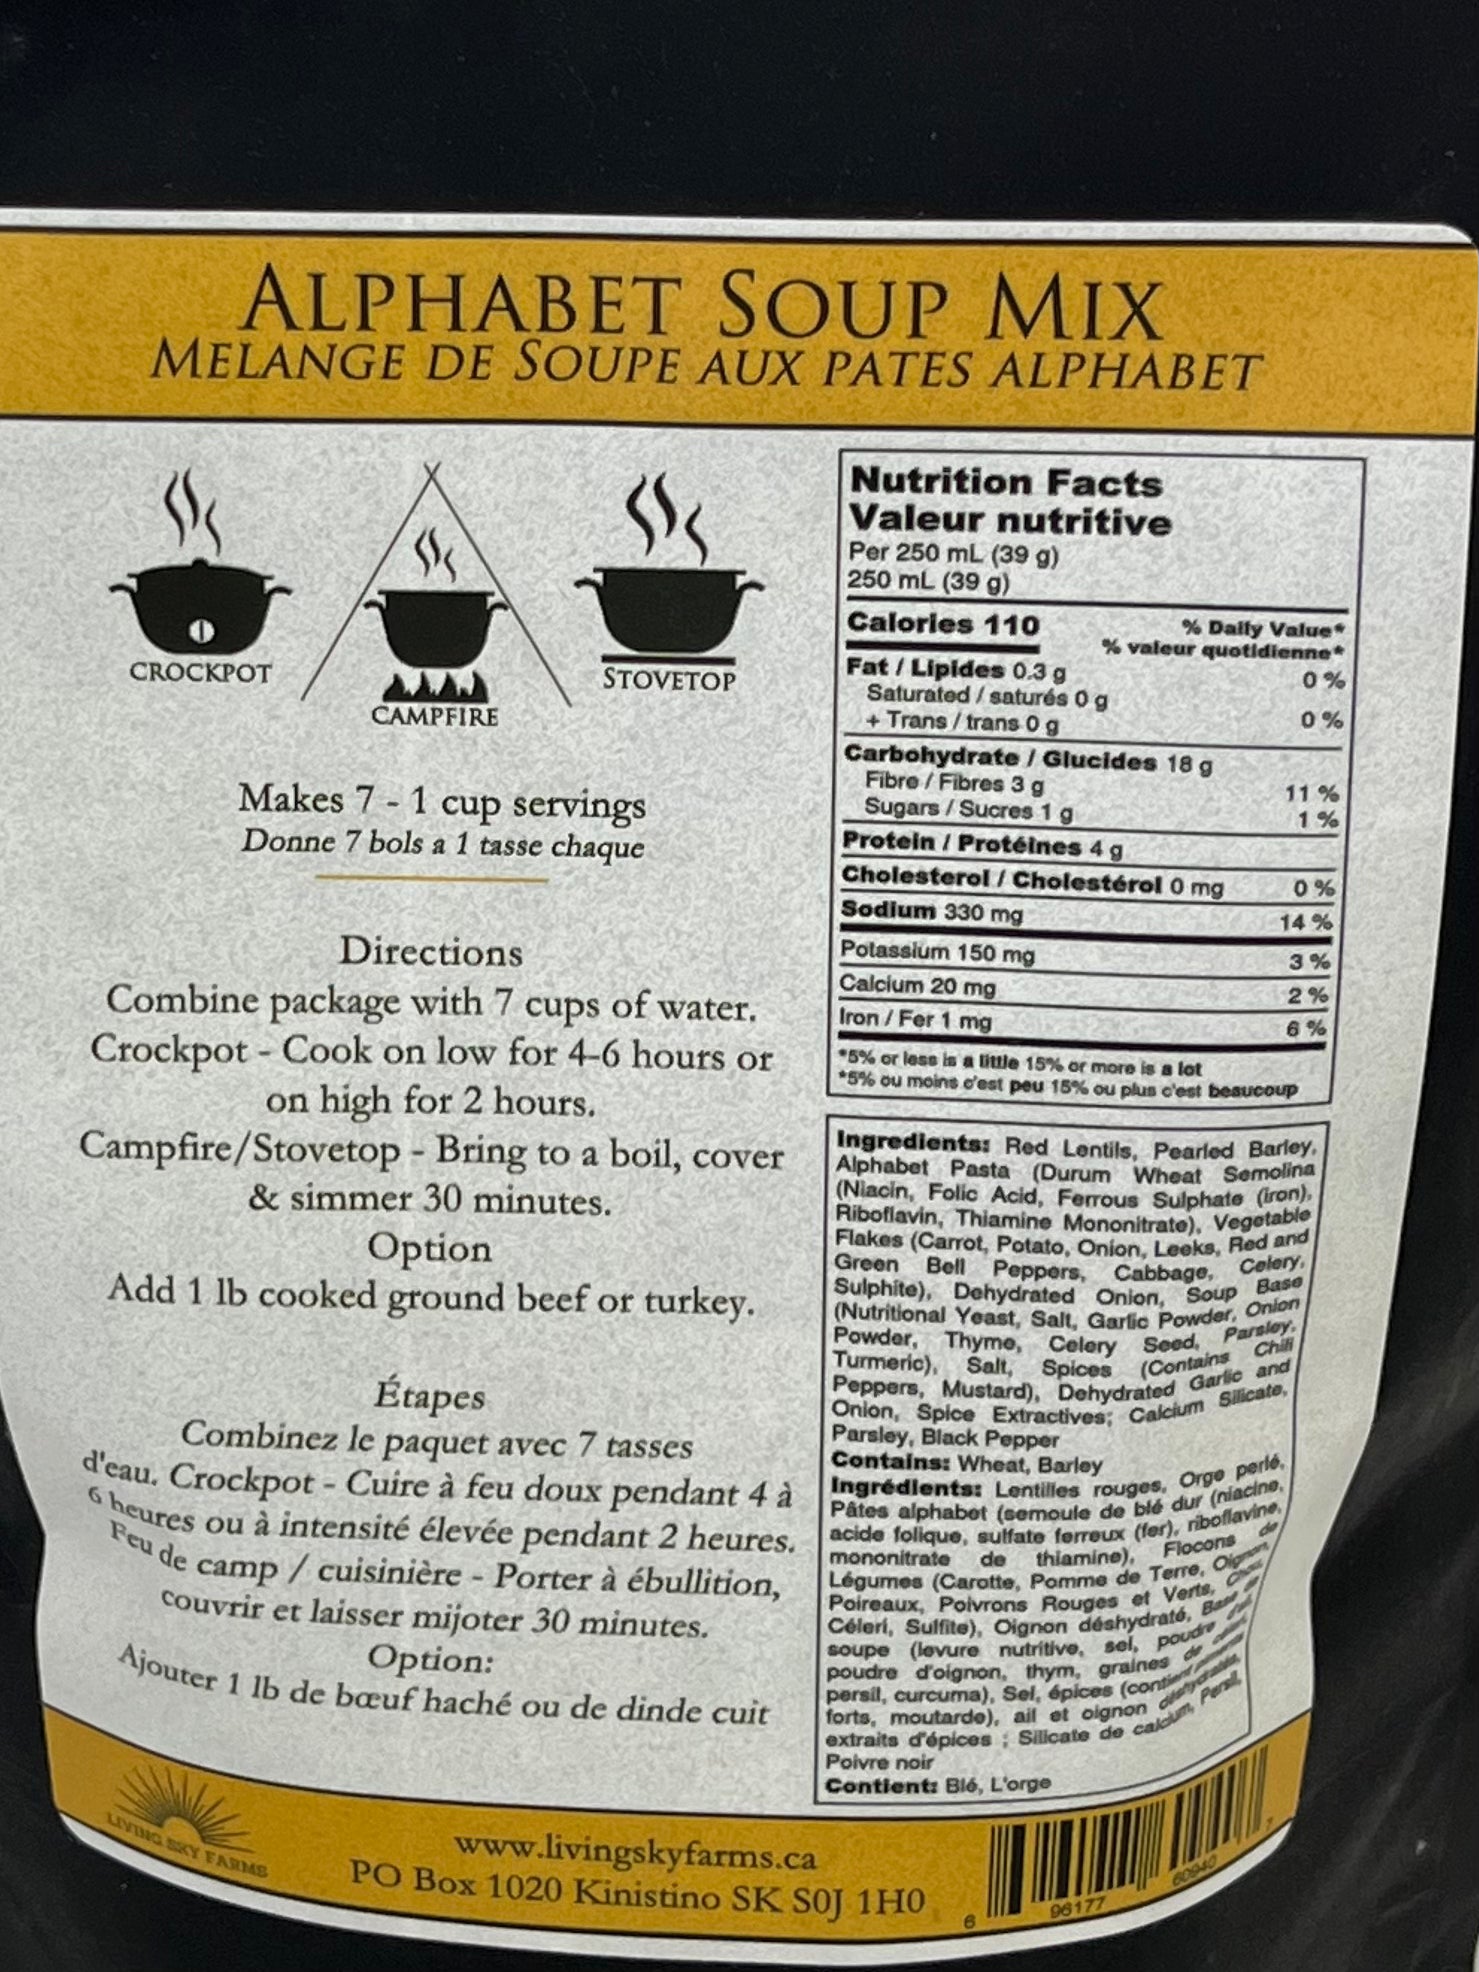 ALPHABET SOUP MIX
MELANGE DE SOUPE AUX PATES ALPHABET
CROCKPOT
CAMPFIRE
STOVETOP
Makes 7 - 1 cup servings
Donne 7 bols a 1 tasse chaque
Directions
Combine package with 7 cups of water.
Crockpot - Cook on low for 4-6 hours or
on high for 2 hours.
Campfire/Stovetop - Bring to a boil, cover
& simmer 30 minutes.
Option
Add 1 lb cooked ground beef or turkey.
Étapes
Combinez le paquet avec 7 tasses
d'eau. Crockpot - Cuire à feu doux pendant 4 à
6 heures ou à intensité élevée pendant 2 heures.
Feu de camp / cuisinière - Porter à ébullition,
couvrir et laisser mijoter 30 minutes.
Option:
Ajouter 1 lb de bœuf haché ou de dinde cuit
Nutrition Facts
Valeur nutritive
Per 250 mL (39 g)
250 mL (39 g)
Calories 110
% Daily Value*
% valeur quotidienne*
Fat / Lipides 0.3 g 0 %
Saturated / saturés 0 g
+ Trans / trans 0 g 0 %
Carbohydrate / Glucides 18 g
Fibre / Fibres 3 g 11 %
Sugars / Sucres 1 g 1 %
Protein / Protéines 4 g
Cholesterol / Cholestérol 0 mg 0 %
Sodium 330 mg 14 %
Potassium 150 mg 3 %
Calcium 20 mg 2 %
Iron / Fer 1 mg 6 %
*5% or less is a little 15% or more is a lot
*5% ou moins c'est peu 15% ou plus c'est beaucoup
Ingredients: Red Lentils, Pearled Barley,
Alphabet Pasta (Durum Wheat Semolina
(Niacin, Folic Acid, Ferrous Sulphate (iron),
Riboflavin, Thiamine Mononitrate), Vegetable
Flakes (Carrot, Potato, Onion, Leeks, Red and
Green Bell Peppers, Cabbage, Celery,
Sulphite), Dehydrated Onion, Soup Base
(Nutritional Yeast, Salt, Garlic Powder, Onion
Powder, Thyme, Celery Seed, Parsley,
Turmeric), Salt, Spices (Contains Chili
Peppers, Mustard), Dehydrated Garlic and
Onion, Spice Extractives; Calcium Silicate,
Parsley, Black Pepper
Contains: Wheat, Barley
Ingrédients: Lentilles rouges, Orge perlé,
Pâtes alphabet (semoule de blé dur (niacine,
acide folique, sulfate ferreux (fer), riboflavine,
mononitrate de thiamine), Flocons de
Légumes (Carotte, Pomme de Terre, Oignon,
Poireaux, Poivrons Rouges et Verts, Chou,
Céleri, Sulfite), Oignon déshydraté, Base de
soupe (levure nutritive, sel, poudre d'ail,
poudre d'oignon, thym, graines de céleri,
persil, curcuma), Sel, épices (contient piments
forts, moutarde), ail et oignon déshydratés,
extraits d'épices ; Silicate de calcium, Persil,
Poivre noir
Contient: Blé, L'orge
LIVING SKY FARMS
www.livingskyfarms.ca
PO Box 1020 Kinistino SK S0J 1H0
6 96177 60940 7